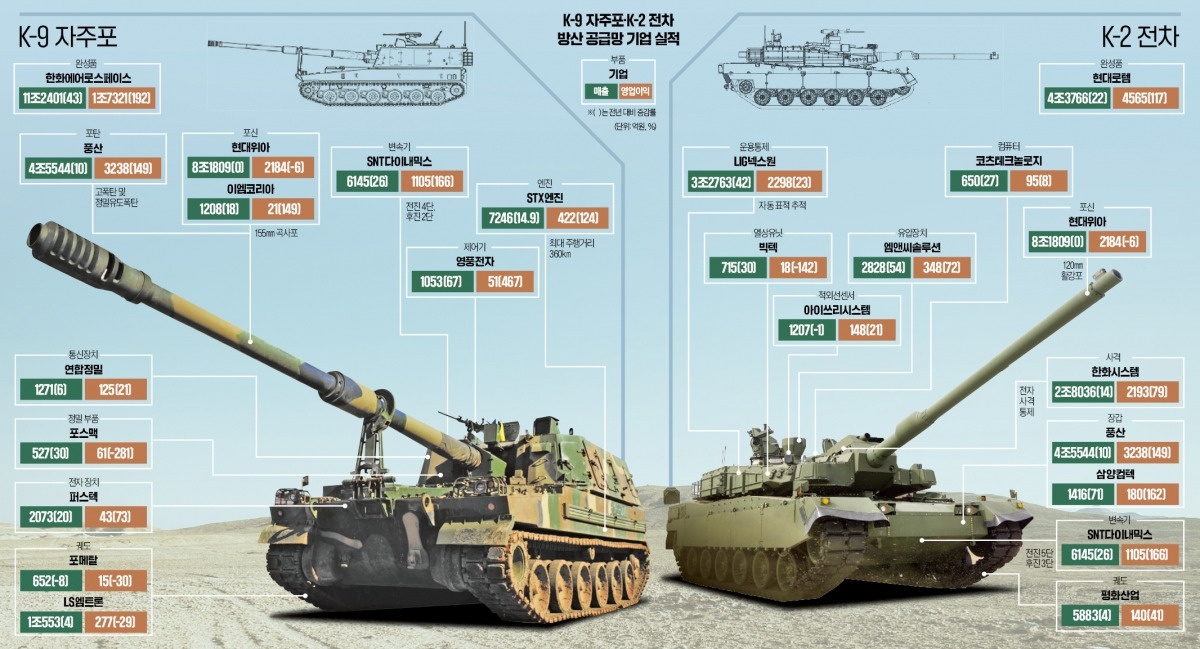 K-9 자주포·K-2 전차
방산 공급망 기업 실적
부품
기업
매출 영업이익
※( )는 전년 대비 증감률
(단위: 억원, %)
K-9 자주포
완성품
한화에어로스페이스
11조2401(43) 1조7321(192)
포탄
풍산
4조5544(10) 3238(149)
고폭탄 및
정밀유도폭탄
포신
현대위아
8조1809(0) 2184(-6)
이엠코리아
1208(18) 21(149)
155mm 곡사포
변속기
SNT다이내믹스
6145(26) 1105(166)
전진 4단,
후진 2단
엔진
STX엔진
7246(14.9) 422(124)
최대 주행거리
360km
제어기
영풍전자
1053(67) 51(467)
통신장치
연합정밀
1271(6) 125(21)
정밀 부품
포스맥
527(30) 61(-281)
전자 장치
퍼스텍
2073(20) 43(73)
궤도
포메탈
652(-8) 15(-30)
LS엠트론
1조553(4) 277(-29)
K-2 전차
완성품
현대로템
4조3766(22) 4565(117)
운용통제
LIG넥스원
3조2763(42) 2298(23)
자동 표적 추적
컴퓨터
코츠테크놀로지
650(27) 95(8)
포신
현대위아
8조1809(0) 2184(-6)
120mm
활강포
열상유닛
빅텍
715(30) 18(-142)
유압장치
엠앤씨솔루션
2828(54) 348(72)
적외선센서
아이쓰리시스템
1207(-1) 148(21)
사격
한화시스템
2조8036(14) 2193(79)
전자
사격
통제
장갑
풍산
4조5544(10) 3238(149)
삼양컴텍
1416(71) 180(162)
변속기
SNT다이내믹스
6145(26) 1105(166)
전진 5단
후진 3단
궤도
평화산업
5883(4) 140(41)